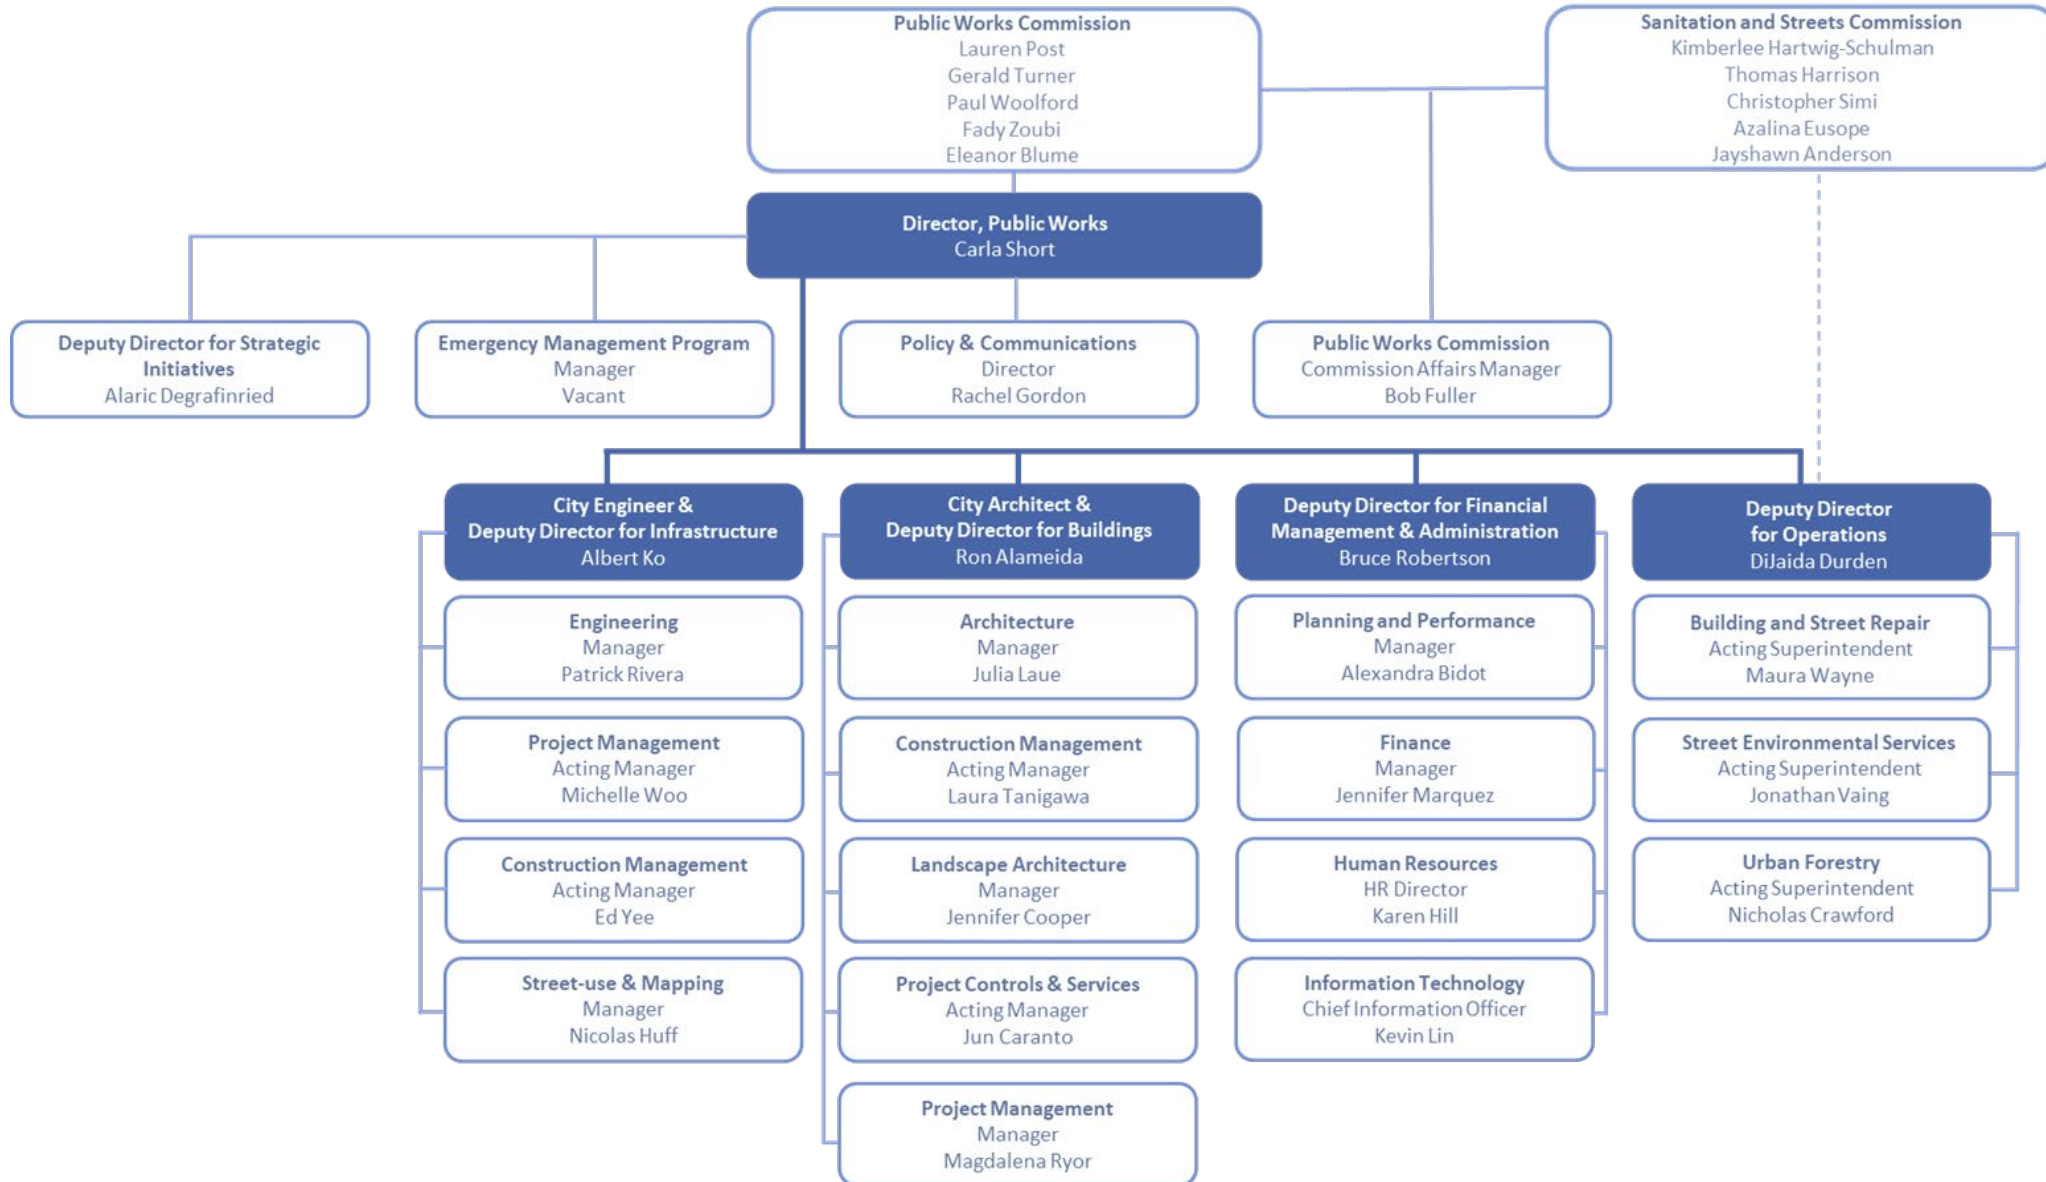 Public Works Commission
Lauren Post
Gerald Turner
Paul Woolford
Fady Zoubi
Eleanor Blume
Sanitation and Streets Commission
Kimberlee Hartwig-Schulman
Thomas Harrison
Christopher Simi
Azalina Eusope
Jayshawn Anderson
Director, Public Works
Carla Short
Deputy Director for Strategic
Initiatives
Alaric Degrafinried
Emergency Management Program
Manager
Vacant
Policy & Communications
Director
Rachel Gordon
Public Works Commission
Commission Affairs Manager
Bob Fuller
City Engineer &
Deputy Director for Infrastructure
Albert Ko
Engineering
Manager
Patrick Rivera
Project Management
Acting Manager
Michelle Woo
Construction Management
Acting Manager
Ed Yee
Street-use & Mapping
Manager
Nicolas Huff
City Architect &
Deputy Director for Buildings
Ron Alameida
Architecture
Manager
Julia Laue
Construction Management
Acting Manager
Laura Tanigawa
Landscape Architecture
Manager
Jennifer Cooper
Project Controls & Services
Acting Manager
Jun Caranto
Project Management
Manager
Magdalena Ryor
Deputy Director for Financial
Management & Administration
Bruce Robertson
Planning and Performance
Manager
Alexandra Bidot
Finance
Manager
Jennifer Marquez
Human Resources
HR Director
Karen Hill
Information Technology
Chief Information Officer
Kevin Lin
Deputy Director
for Operations
DiJaida Durden
Building and Street Repair
Acting Superintendent
Maura Wayne
Street Environmental Services
Acting Superintendent
Jonathan Vaing
Urban Forestry
Acting Superintendent
Nicholas Crawford